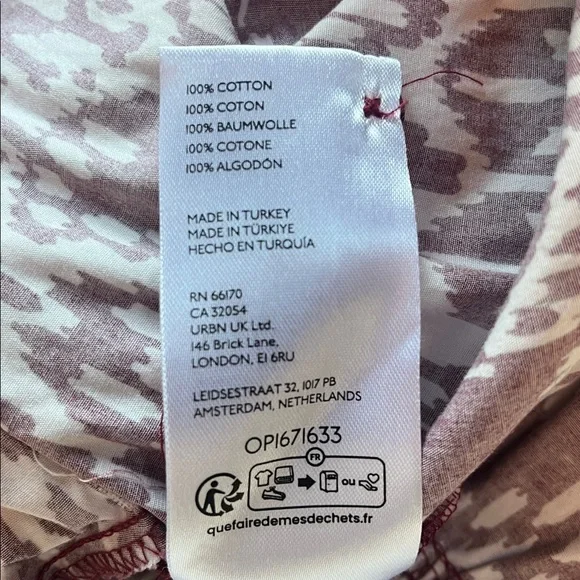 100% COTTON
100% COTON
100% BAUMWOLLE
100% COTONE
100% ALGODÓN
MADE IN TURKEY
MADE IN TÜRKIYE
HECHO EN TURQUÍA
RN 66170
CA 32054
URBN UK Ltd.
146 Brick Lane,
LONDON, E1 6RU
LEIDSESTRAAT 32, 1017 PB
AMSTERDAM, NETHERLANDS
OP1671633
FR
OU
quefairedemesdechets.fr